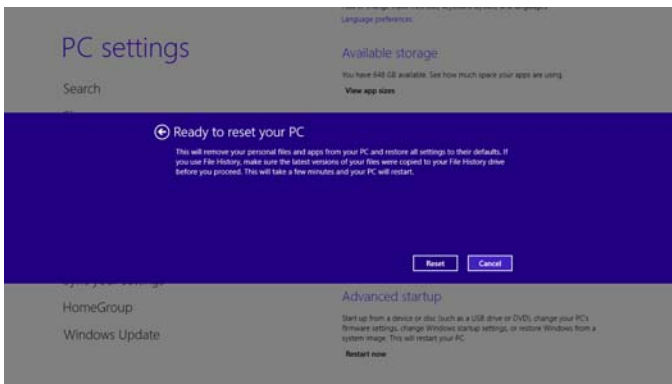 Language preferences
PC settings
Available storage
You have 648 GB available. See how much space your apps are using.
Search
View app sizes
Ready to reset your PC
This will remove your personal files and apps from your PC and restore all settings to their defaults. If
you use File History, make sure the latest versions of your files were copied to your File History drive
before you proceed. This will take a few minutes and your PC will restart.
Reset Cancel
Advanced startup
HomeGroup
Start up from a device or disc (such as a USB drive or DVD), change your PC's
firmware settings, change Windows startup settings, or restore Windows from a
system image. This will restart your PC.
Windows Update
Restart now